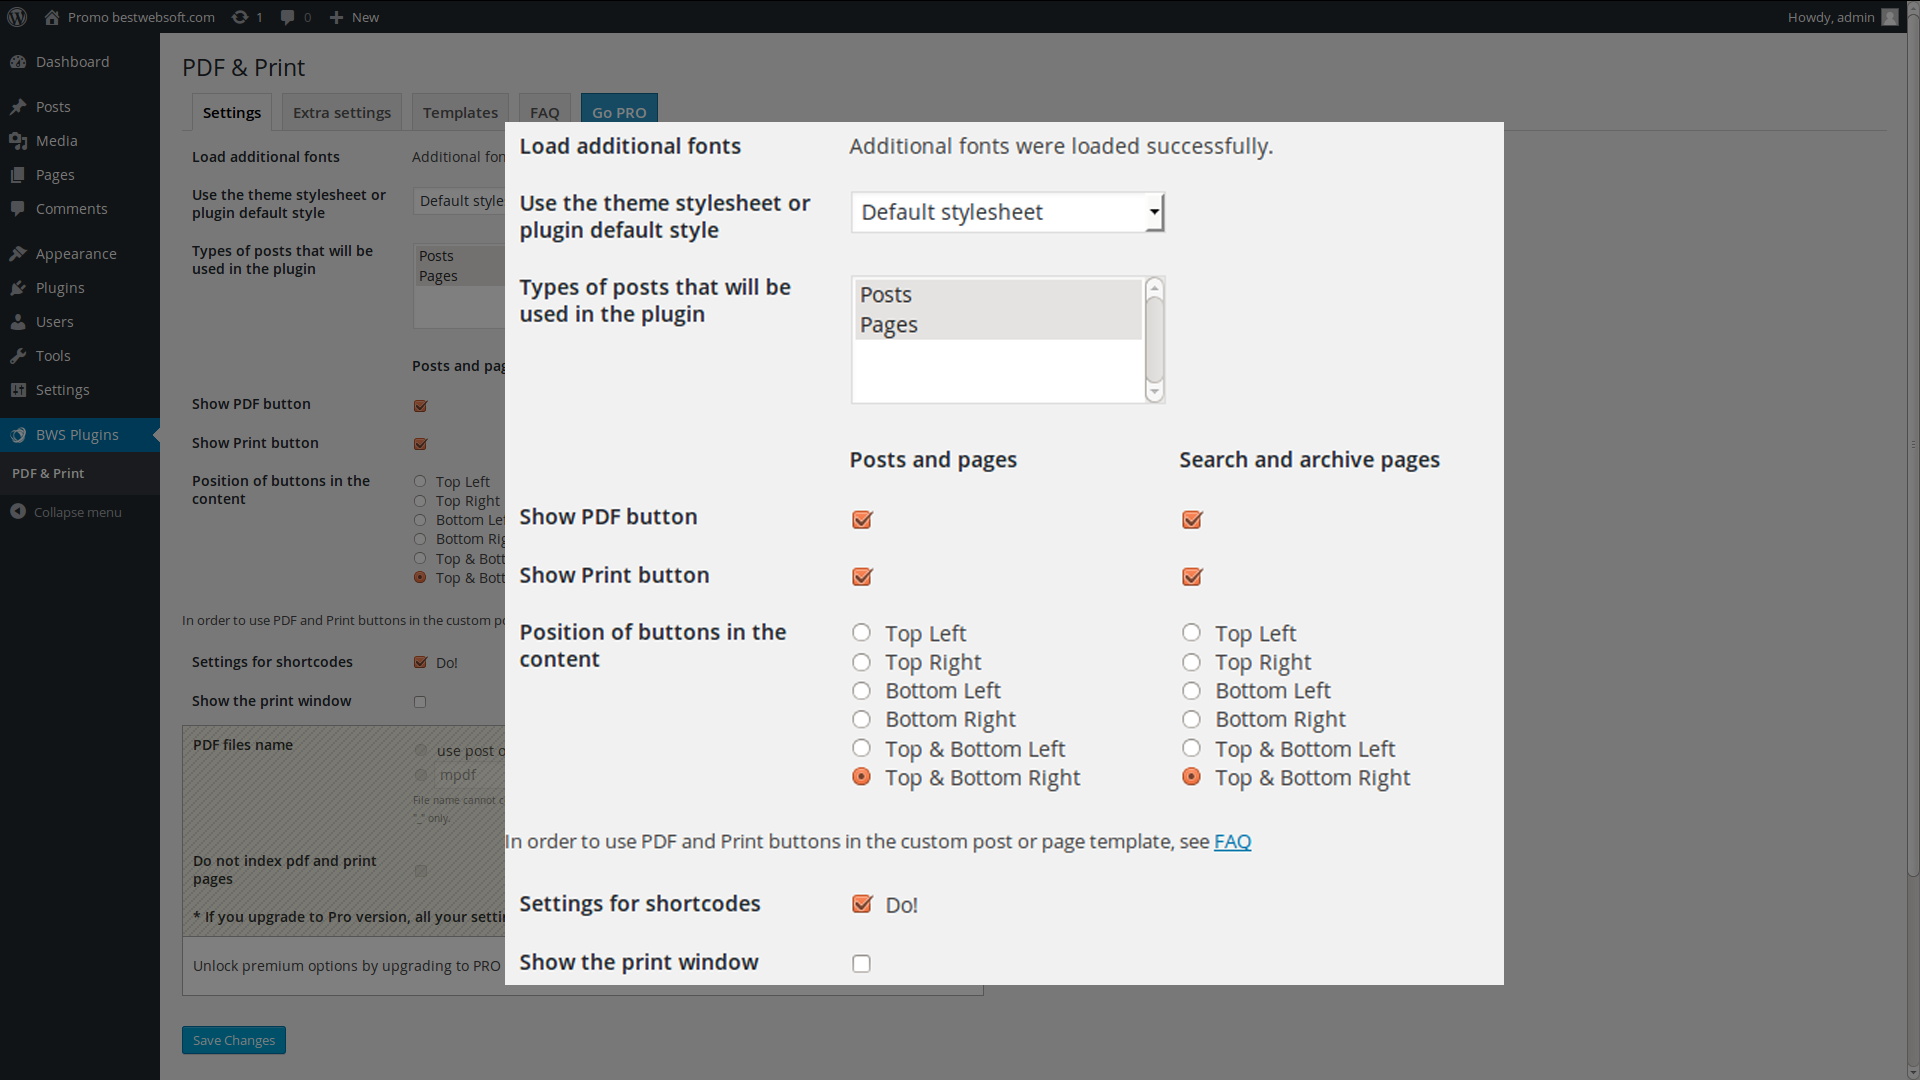 Promo bestwebsoft.com 1 0 New Howdy, admin
Dashboard
Posts
Media
Pages
Comments
Appearance
Plugins
Users
Tools
Settings
BWS Plugins
PDF & Print
Collapse menu
PDF & Print
Settings Extra settings Templates FAQ Go PRO
Load additional fonts Additional fon
Use the theme stylesheet or Default style
plugin default style
Types of posts that will be Posts
used in the plugin Pages
Posts and pag
Show PDF button
Show Print button
Position of buttons in the Top Left
content Top Right
Bottom Lef
Bottom Rig
Top & Bott
Top & Bott
In order to use PDF and Print buttons in the custom po
Settings for shortcodes Do!
Show the print window
PDF files name use post o
mpdf
File name cannot c
"_" only.
Do not index pdf and print
pages
* If you upgrade to Pro version, all your settin
Unlock premium options by upgrading to PRO
Save Changes
Load additional fonts Additional fonts were loaded successfully.
Use the theme stylesheet or Default stylesheet
plugin default style
Types of posts that will be Posts
used in the plugin Pages
Posts and pages Search and archive pages
Show PDF button
Show Print button
Position of buttons in the
content
Top Left Top Left
Top Right Top Right
Bottom Left Bottom Left
Bottom Right Bottom Right
Top & Bottom Left Top & Bottom Left
Top & Bottom Right Top & Bottom Right
In order to use PDF and Print buttons in the custom post or page template, see FAQ
Settings for shortcodes Do!
Show the print window